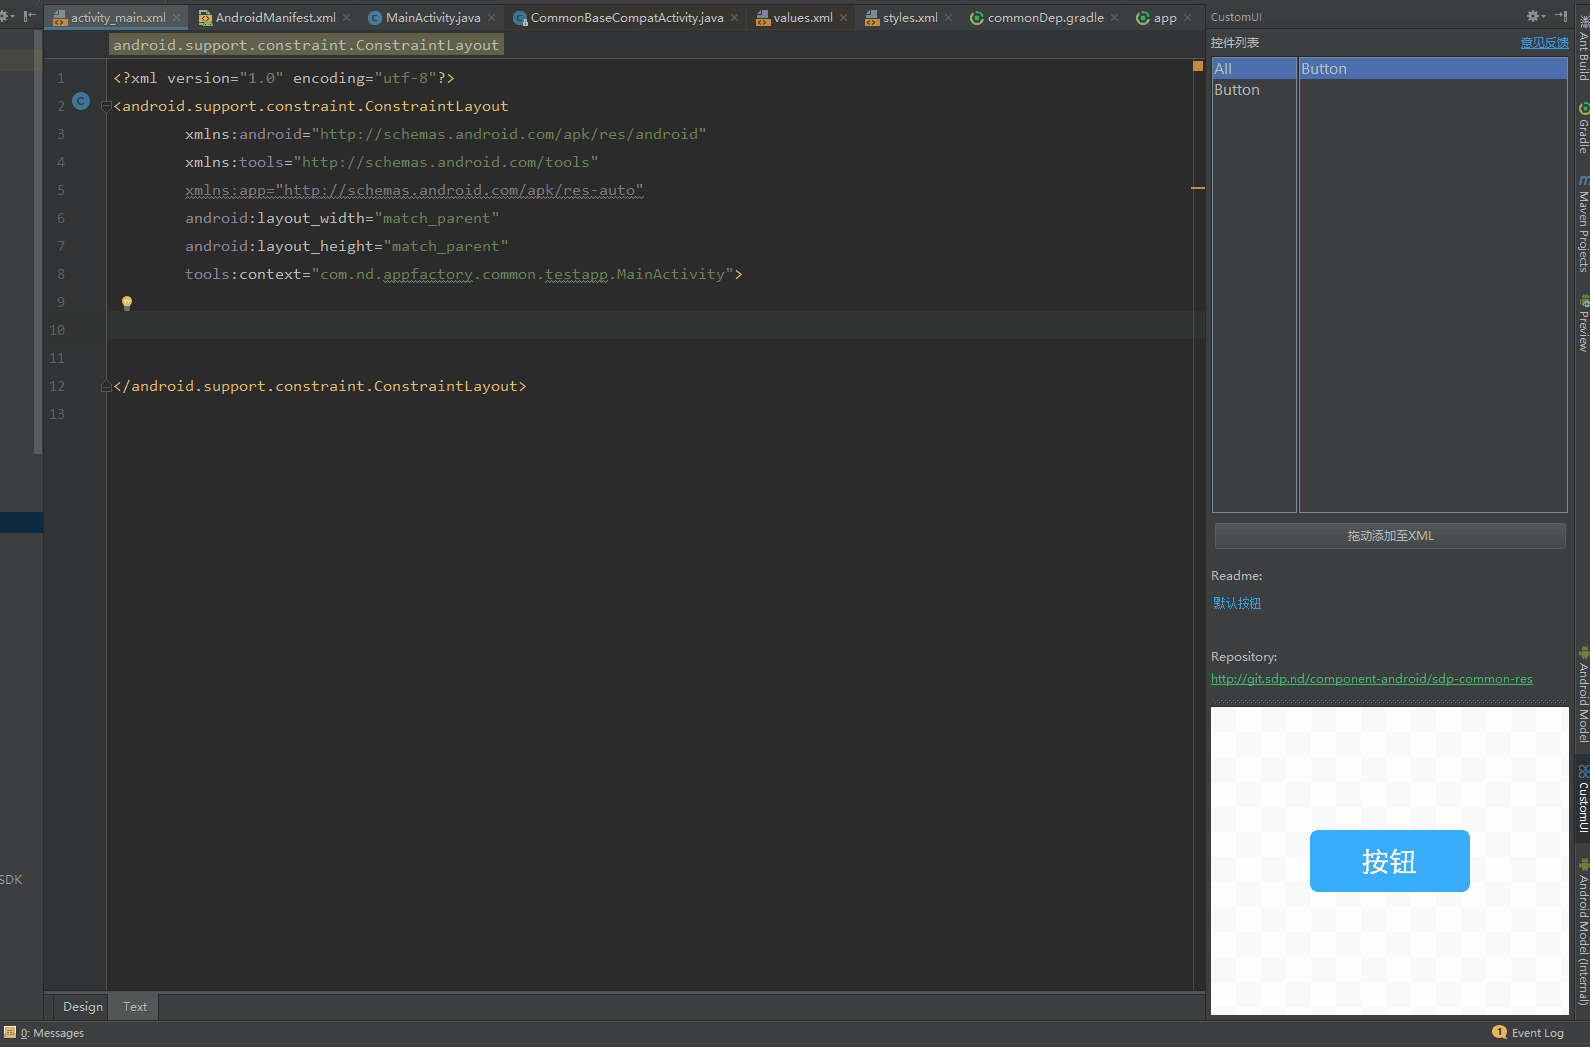 activity_main.xml
AndroidManifest.xml
MainActivity.java
CommonBaseCompatActivity.java
values.xml
styles.xml
commonDep.gradle
app
android.support.constraint.ConstraintLayout
1 <?xml version="1.0" encoding="utf-8"?>
2 <android.support.constraint.ConstraintLayout
3 xmlns:android="http://schemas.android.com/apk/res/android"
4 xmlns:tools="http://schemas.android.com/tools"
5 xmlns:app="http://schemas.android.com/apk/res-auto"
6 android:layout_width="match_parent"
7 android:layout_height="match_parent"
8 tools:context="com.nd.appfactory.common.testapp.MainActivity">
9
10
11
12 </android.support.constraint.ConstraintLayout>
13
SDK
Design
Text
0: Messages
CustomUI
控件列表
意见反馈
All
Button
Button
拖动添加至XML
Readme:
默认按钮
Repository:
http://git.sdp.nd/component-android/sdp-common-res
按钮
Ant Build
Gradle
Maven Projects
Preview
Android Model
CustomUI
Android Model (Internal)
1 Event Log